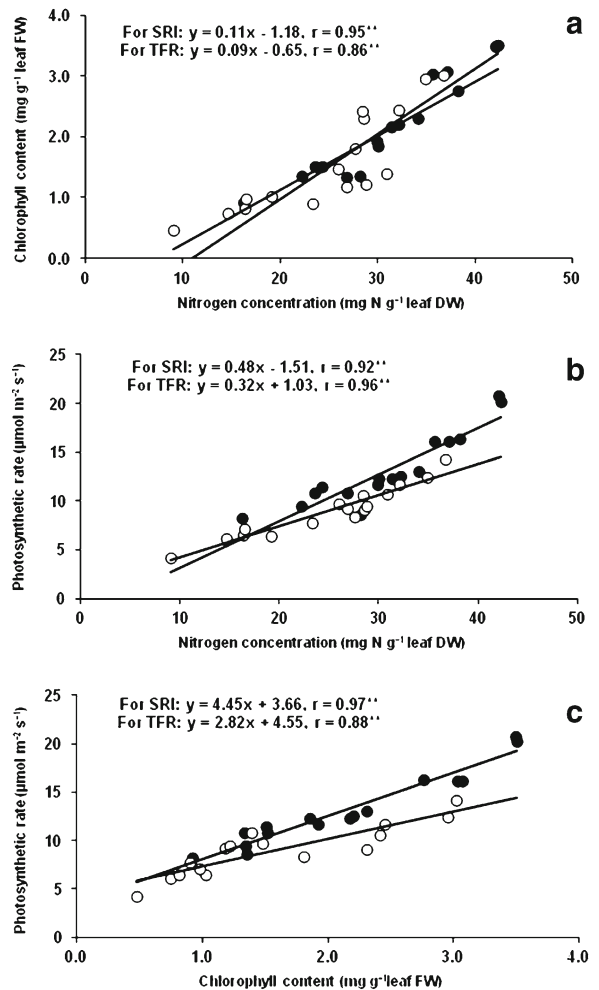 For SRI: y = 0.11x - 1.18, r = 0.95**
For TFR: y = 0.09x - 0.65, r = 0.86**
a
Chlorophyll content (mg g⁻¹ leaf FW)
4.0
3.0
2.0
1.0
0.0
0 10 20 30 40 50
Nitrogen concentration (mg N g⁻¹ leaf DW)
For SRI: y = 0.48x - 1.51, r = 0.92**
For TFR: y = 0.32x + 1.03, r = 0.96**
b
Photosynthetic rate (µmol m⁻² s⁻¹)
25
20
15
10
5
0
0 10 20 30 40 50
Nitrogen concentration (mg N g⁻¹ leaf DW)
For SRI: y = 4.45x + 3.66, r = 0.97**
For TFR: y = 2.82x + 4.55, r = 0.88**
c
Photosynthetic rate (µmol m⁻² s⁻¹)
25
20
15
10
5
0
0.0 1.0 2.0 3.0 4.0
Chlorophyll content (mg g⁻¹leaf FW)